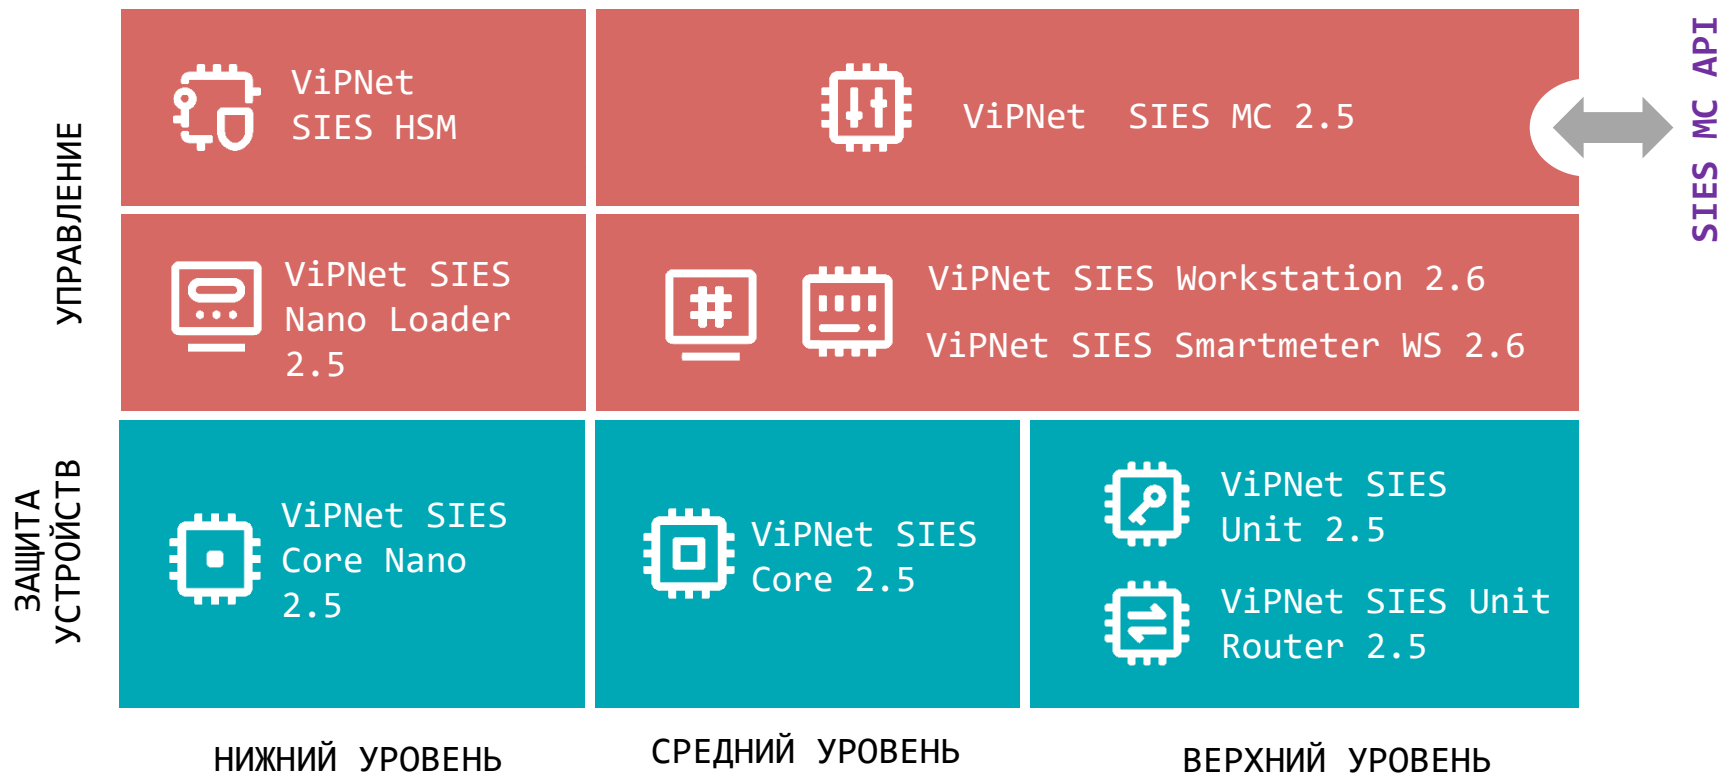 УПРАВЛЕНИЕ
ViPNet
SIES HSM
ViPNet SIES MC 2.5
SIES MC API
ViPNet SIES
Nano Loader
2.5
ViPNet SIES Workstation 2.6
ViPNet SIES Smartmeter WS 2.6
ЗАЩИТА
УСТРОЙСТВ
ViPNet SIES
Core Nano
2.5
ViPNet SIES
Core 2.5
ViPNet SIES
Unit 2.5
ViPNet SIES Unit
Router 2.5
НИЖНИЙ УРОВЕНЬ
СРЕДНИЙ УРОВЕНЬ
ВЕРХНИЙ УРОВЕНЬ